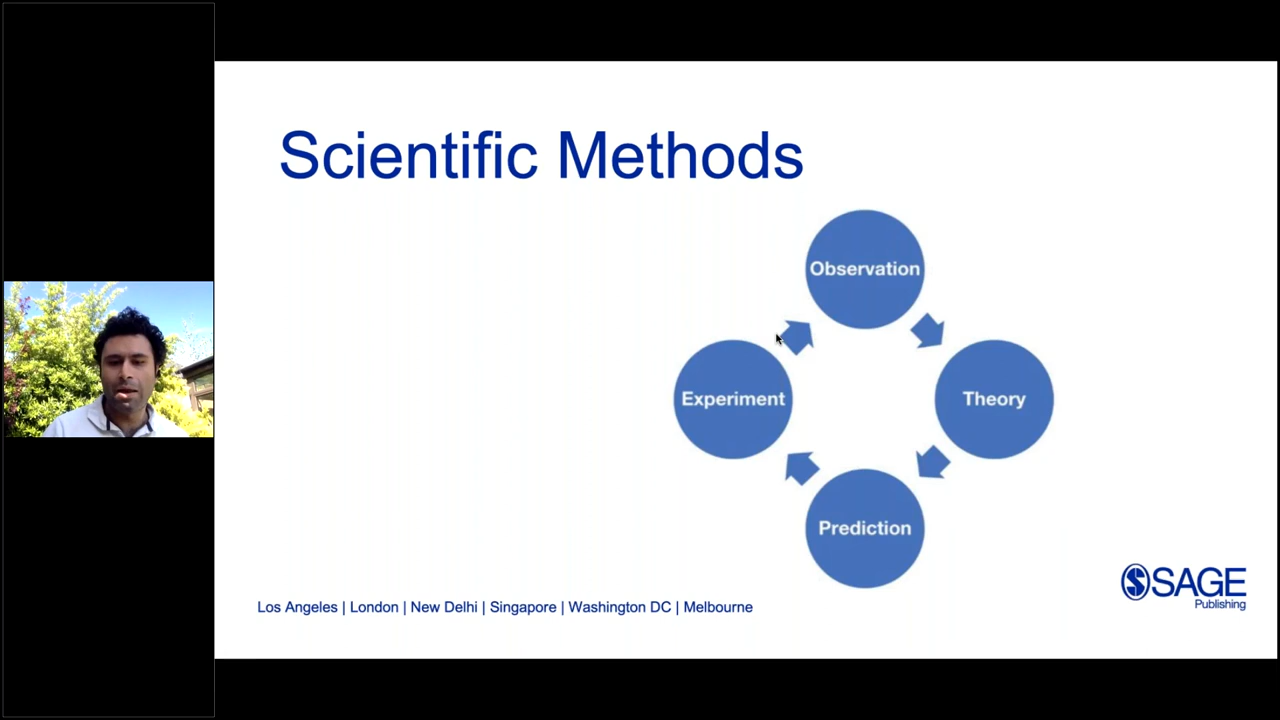 Scientific Methods
Observation
Experiment
Theory
Prediction
Los Angeles | London | New Delhi | Singapore | Washington DC | Melbourne
SAGE
Publishing